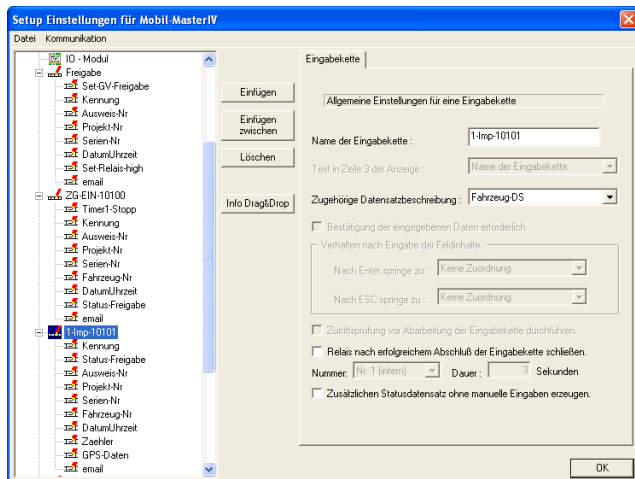 Setup Einstellungen für Mobil-MasterIV
Datei Kommunikation
IO - Modul
Freigabe
Set-GV-Freigabe
Kennung
Ausweis-Nr
Projekt-Nr
Serien-Nr
DatumUhrzeit
Set-Relais-high
email
ZG-EIN-10100
Timer1-Stopp
Kennung
Ausweis-Nr
Projekt-Nr
Serien-Nr
Fahrzeug-Nr
DatumUhrzeit
Status-Freigabe
email
1-Imp-10101
Kennung
Status-Freigabe
Ausweis-Nr
Projekt-Nr
Serien-Nr
Fahrzeug-Nr
DatumUhrzeit
Zaehler
GPS-Daten
email
Einfügen
Einfügen
zwischen
Löschen
Info Drag&Drop
Eingabekette
Allgemeine Einstellungen für eine Eingabekette
Name der Eingabekette : 1-Imp-10101
Text in Zeile 3 der Anzeige : Name der Eingabekette
Zugehörige Datensatzbeschreibung : Fahrzeug-DS
Bestätigung der eingegebenen Daten erforderlich.
Verhalten nach Eingabe der Feldinhalte.
Nach Enter springe zu : Keine Zuordnung
Nach ESC springe zu : Keine Zuordnung
Zutrittsprüfung vor Abarbeitung der Eingabekette durchführen.
Relais nach erfolgreichem Abschluß der Eingabekette schließen.
Nummer: Nr. 1 (intern) Dauer : 3 Sekunden
Zusätzlichen Statusdatensatz ohne manuelle Eingaben erzeugen.
OK